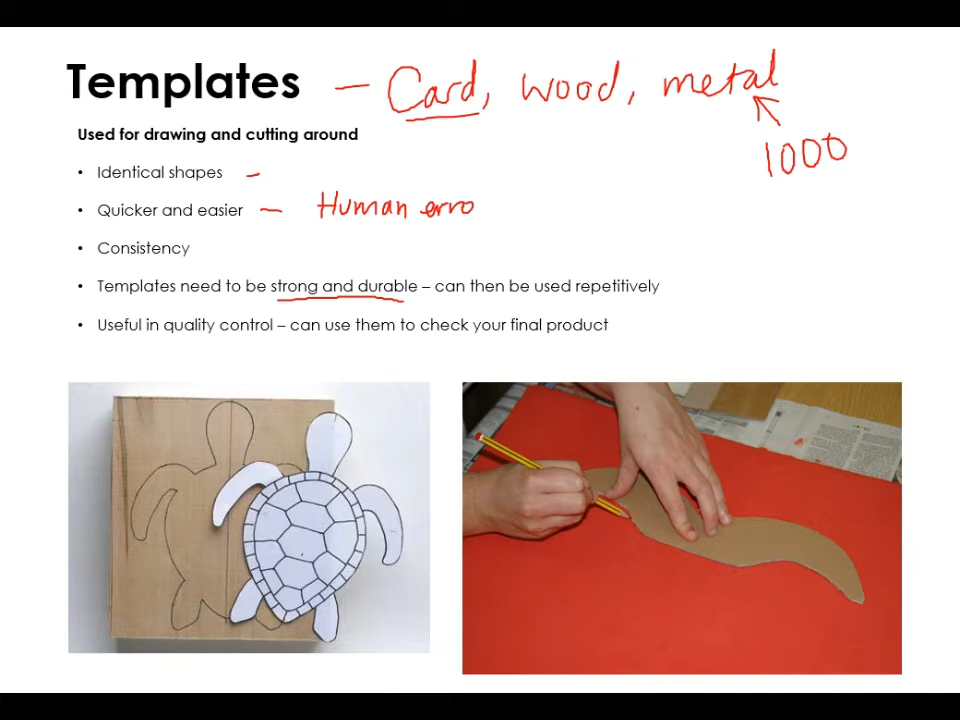 Templates – Card, wood, metal
1000
Used for drawing and cutting around
• Identical shapes –
• Quicker and easier – Human erro
• Consistency
• Templates need to be strong and durable – can then be used repetitively
• Useful in quality control – can use them to check your final product